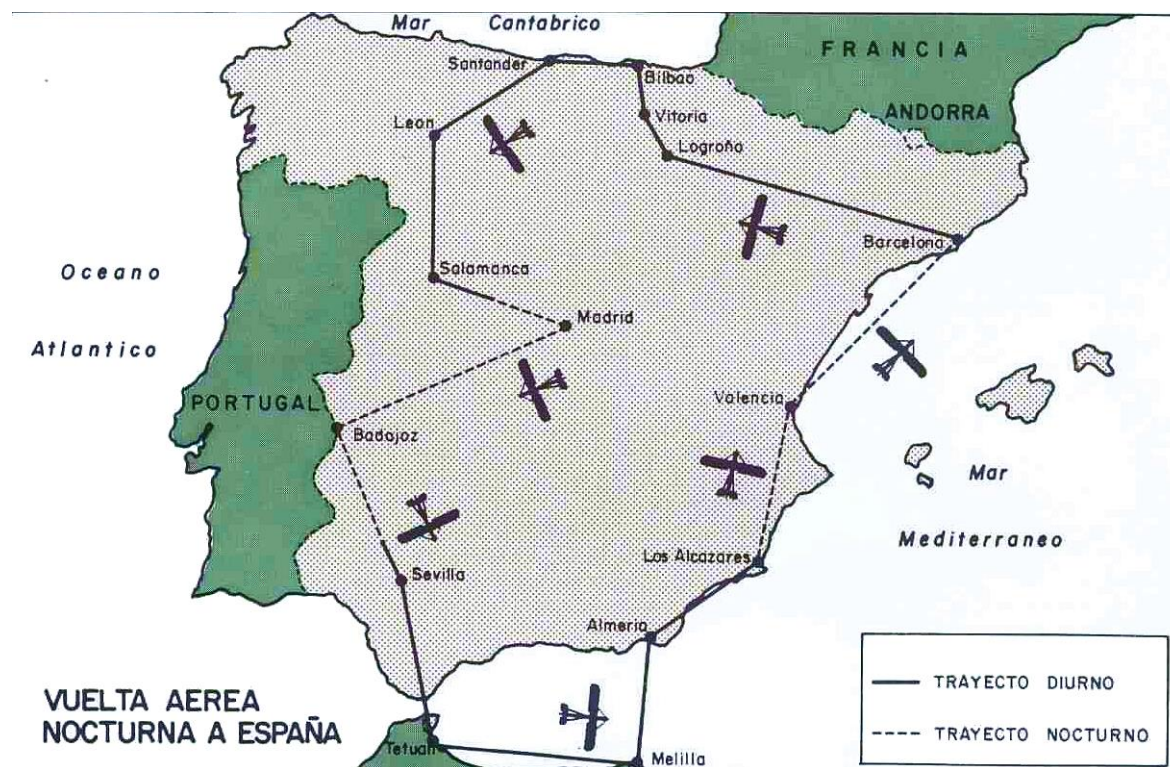 Mar Cantabrico
FRANCIA
Santander
Bilbao
ANDORRA
Vitoria
Leon
Logroño
Barcelona
Oceano
Salamanca
Madrid
Atlantico
Valencia
PORTUGAL
Badajoz
Mar
Mediterraneo
Los Alcazares
Sevilla
Almeria
VUELTA AEREA
NOCTURNA A ESPAÑA
TRAYECTO DIURNO
TRAYECTO NOCTURNO
Tetuan
Melilla